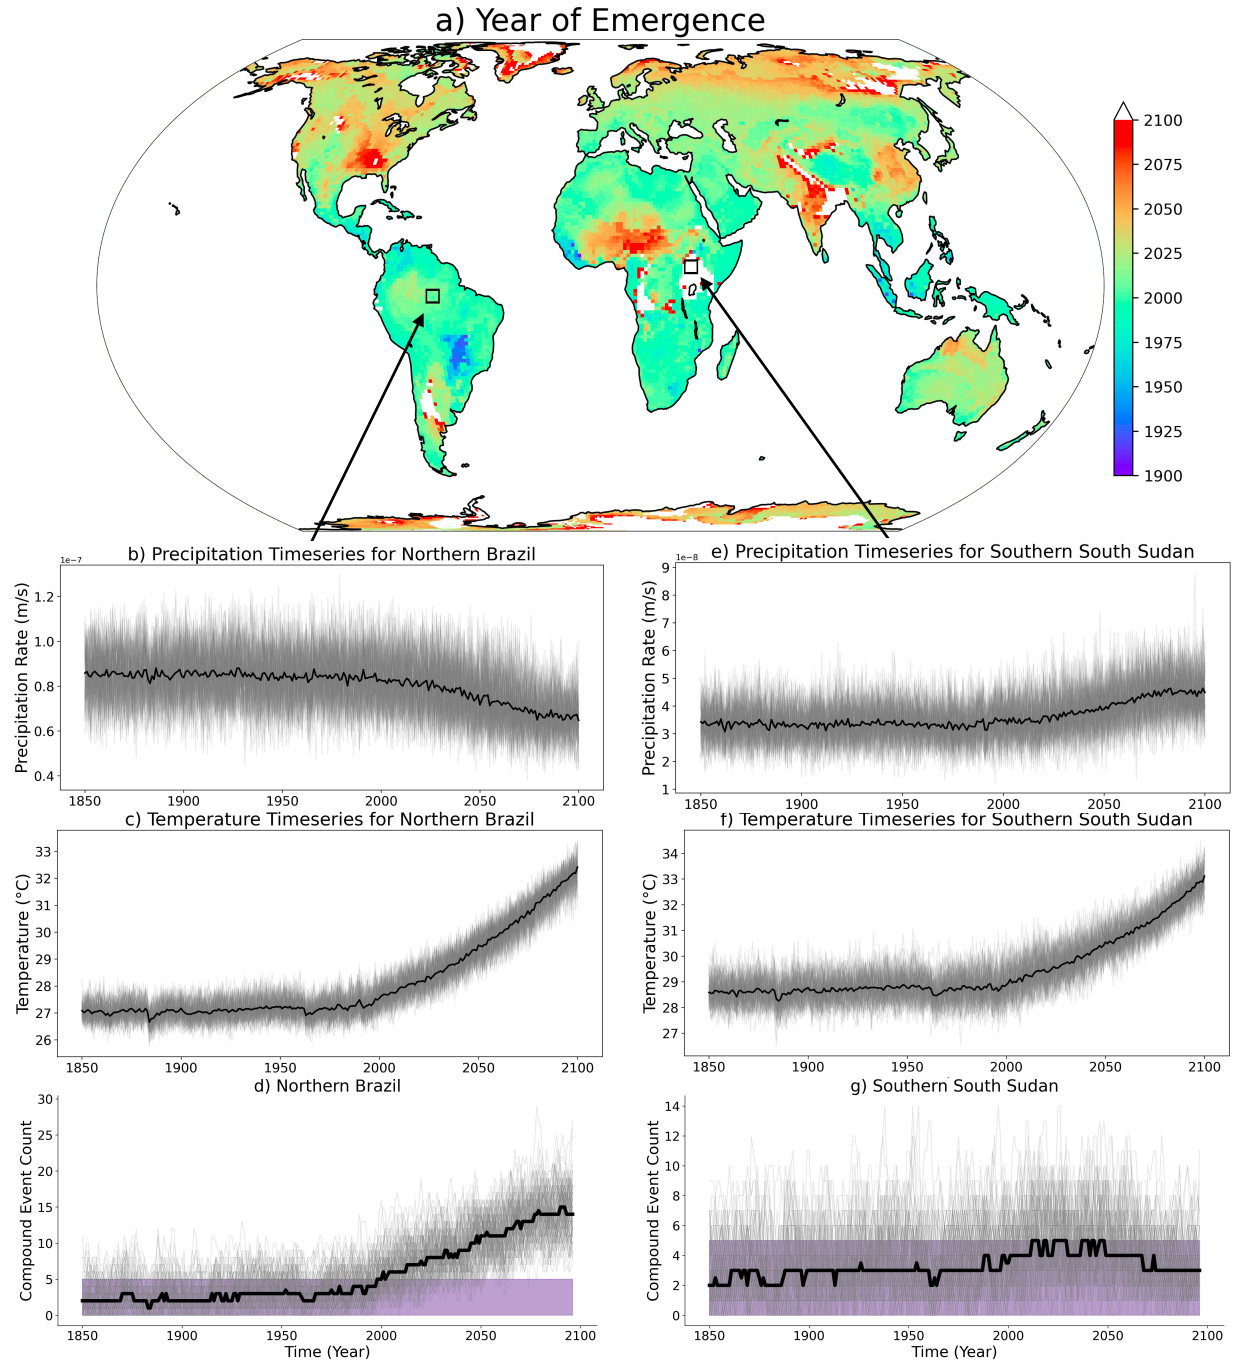 a) Year of Emergence
2100
2075
2050
2025
2000
1975
1950
1925
1900
b) Precipitation Timeseries for Northern Brazil
1e−7
Precipitation Rate (m/s)
1.2
1.0
0.8
0.6
0.4
1850 1900 1950 2000 2050 2100
e) Precipitation Timeseries for Southern South Sudan
1e−8
Precipitation Rate (m/s)
9
8
7
6
5
4
3
2
1
1850 1900 1950 2000 2050 2100
c) Temperature Timeseries for Northern Brazil
Temperature (°C)
33
32
31
30
29
28
27
26
1850 1900 1950 2000 2050 2100
f) Temperature Timeseries for Southern South Sudan
Temperature (°C)
34
33
32
31
30
29
28
27
1850 1900 1950 2000 2050 2100
d) Northern Brazil
Compound Event Count
30
25
20
15
10
5
0
1850 1900 1950 2000 2050 2100
Time (Year)
g) Southern South Sudan
Compound Event Count
14
12
10
8
6
4
2
0
1850 1900 1950 2000 2050 2100
Time (Year)